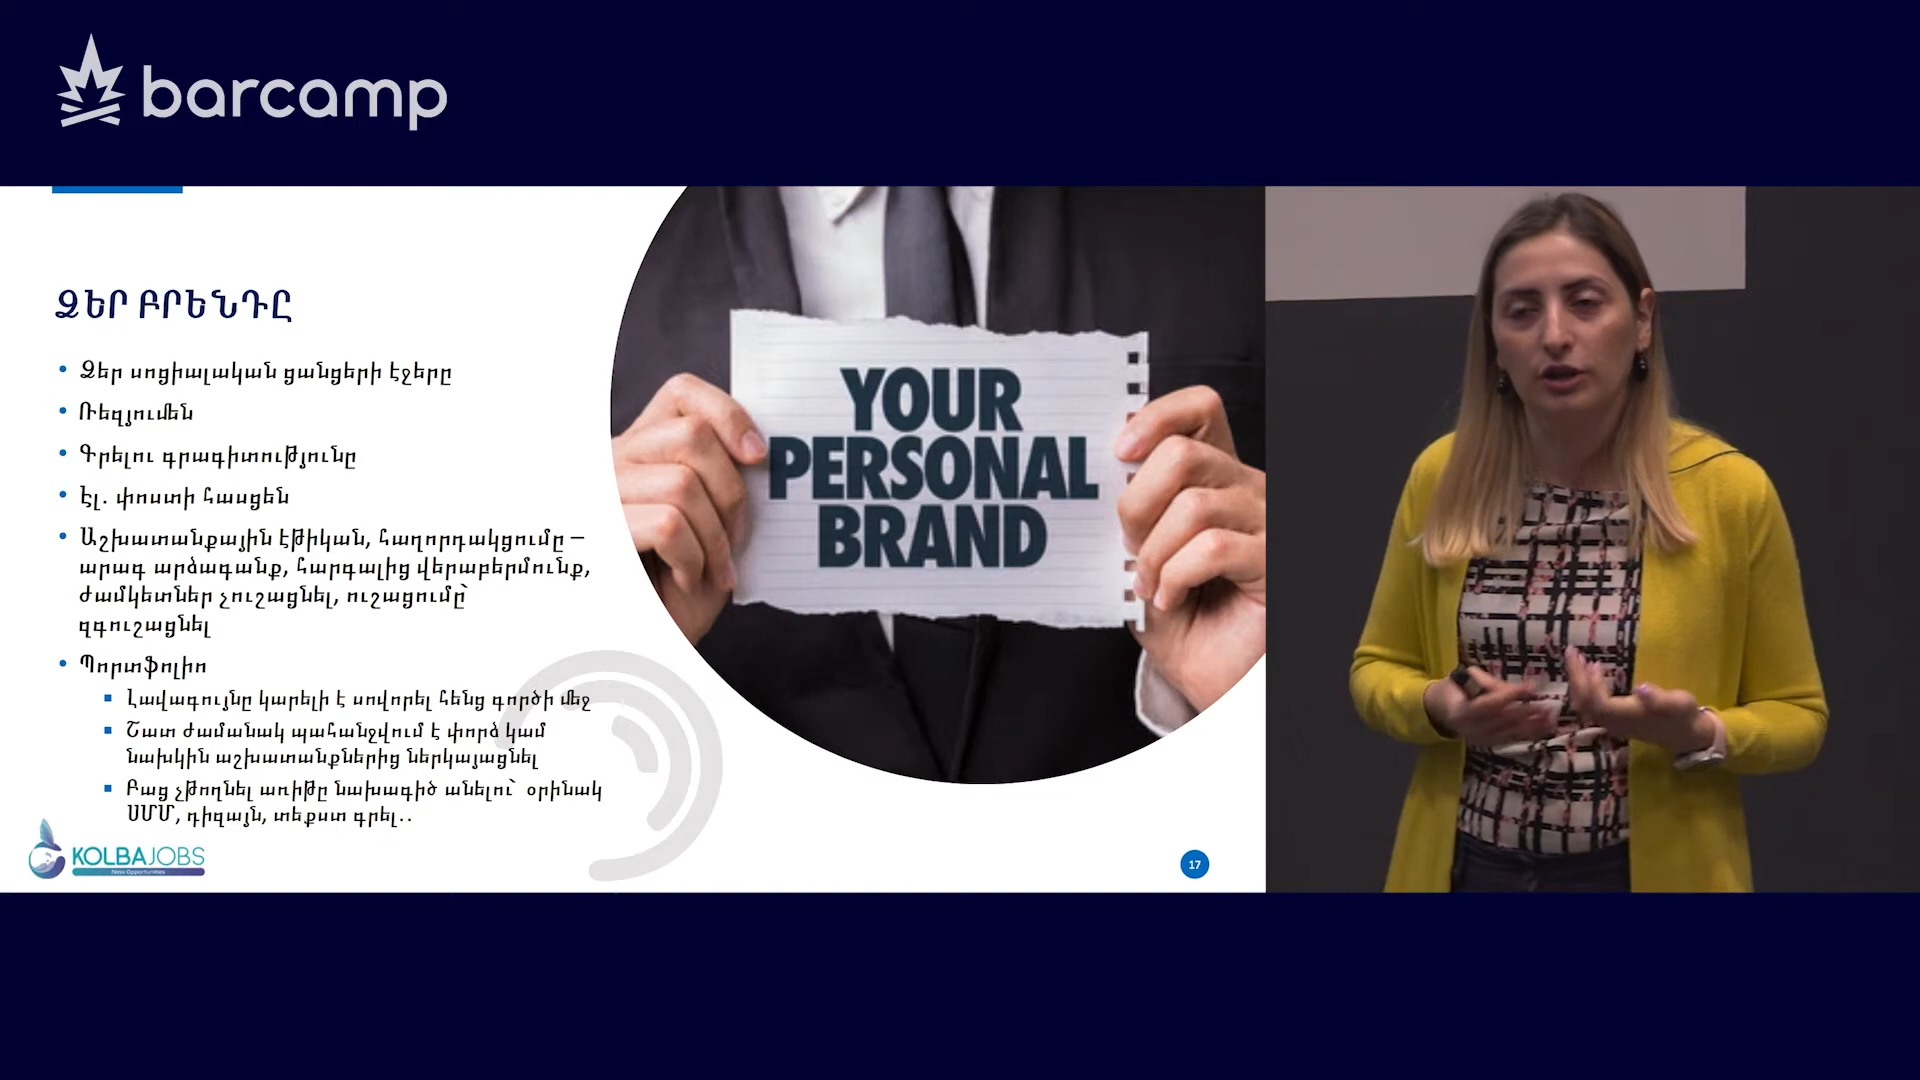 barcamp
ՁԵՐ ԲՐԵՆԴԸ
• Ձեր սոցիալական ցանցերի էջերը
• Ռեզյումեն
• Գրելու գրագիտությունը
• Էլ. փոստի հասցեն
• Աշխատանքային էթիկան, հաղորդակցումը –
արագ արձագանք, հարգալից վերաբերմունք,
ժամկետներ չուշացնել, ուշացումը՝
զգուշացնել
• Պորտֆոլիո
▪ Լավագույնը կարելի է սովորել հենց գործի մեջ
▪ Շատ ժամանակ պահանջվում է փորձ կամ
նախկին աշխատանքներից ներկայացնել
▪ Բաց չթողնել առիթը նախագիծ անելու՝ օրինակ
ՍՄՄ, դիզայն, տեքստ գրել..
YOUR
PERSONAL
BRAND
KOLBAJOBS
New Opportunities
17